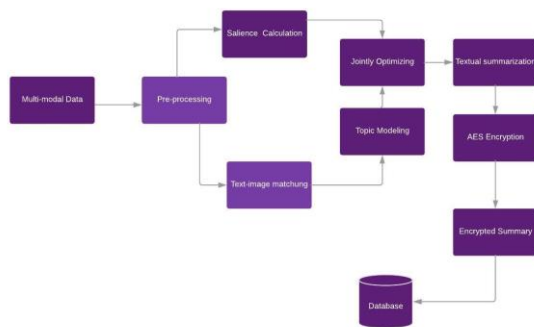 Salience Calculation
Jointly Optimizing
Textual summarization
Multi-modal Data
Pre-processing
Topic Modeling
AES Encryption
Text-image matchung
Encrypted Summary
Database